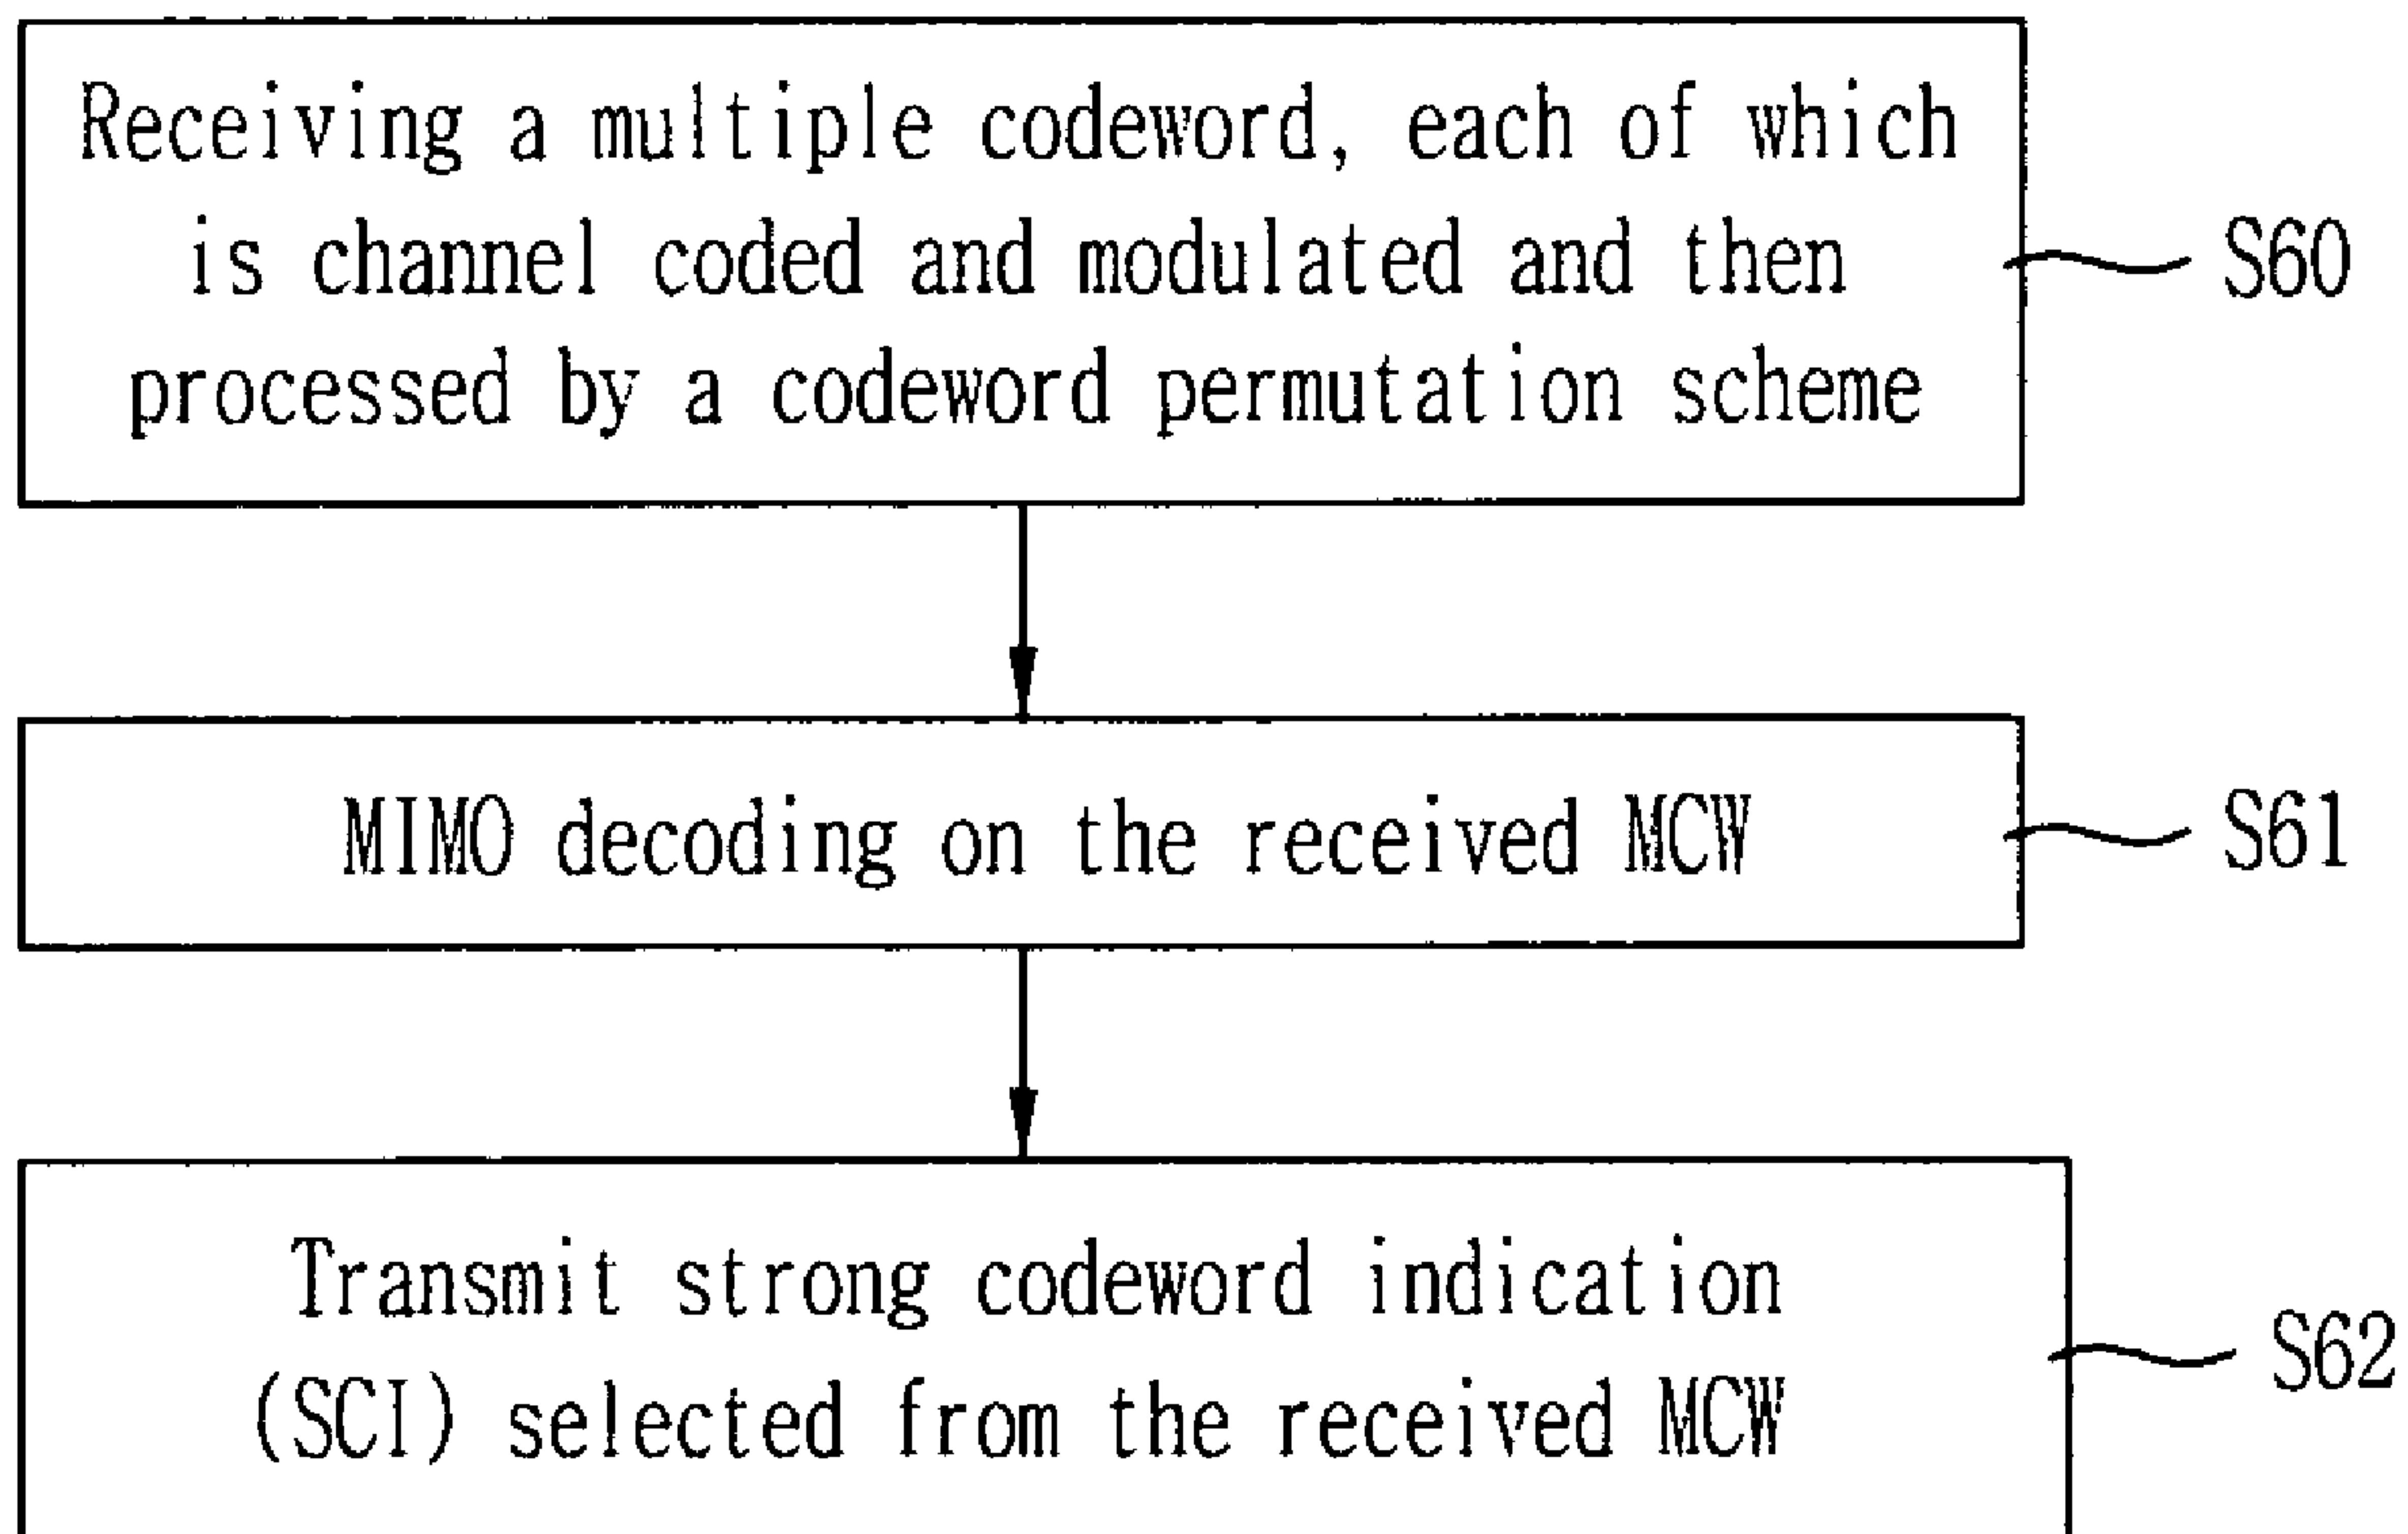 Receiving a multiple codeword, each of which
is channel coded and modulated and then
processed by a codeword permutation scheme
S60
MIMO decoding on the received MCW
S61
Transmit strong codeword indication
(SCI) selected from the received MCW
S62